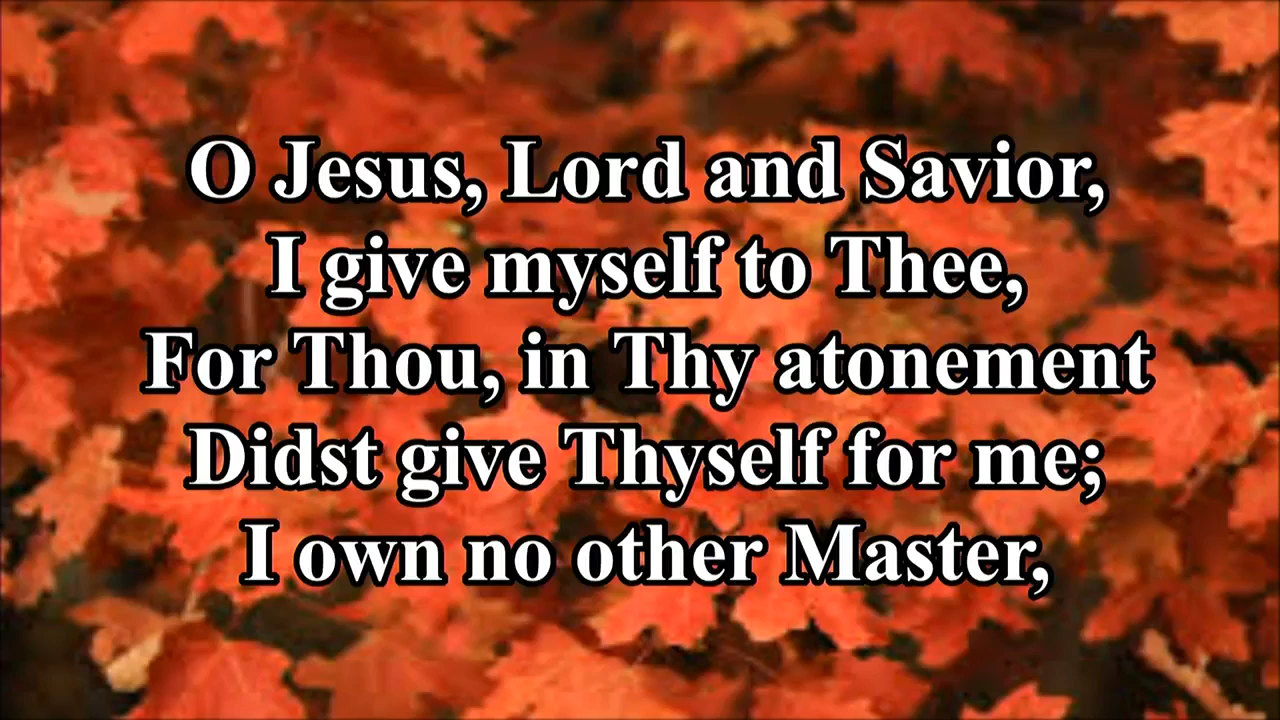 O Jesus, Lord and Savior,
I give myself to Thee,
For Thou, in Thy atonement
Didst give Thyself for me;
I own no other Master,